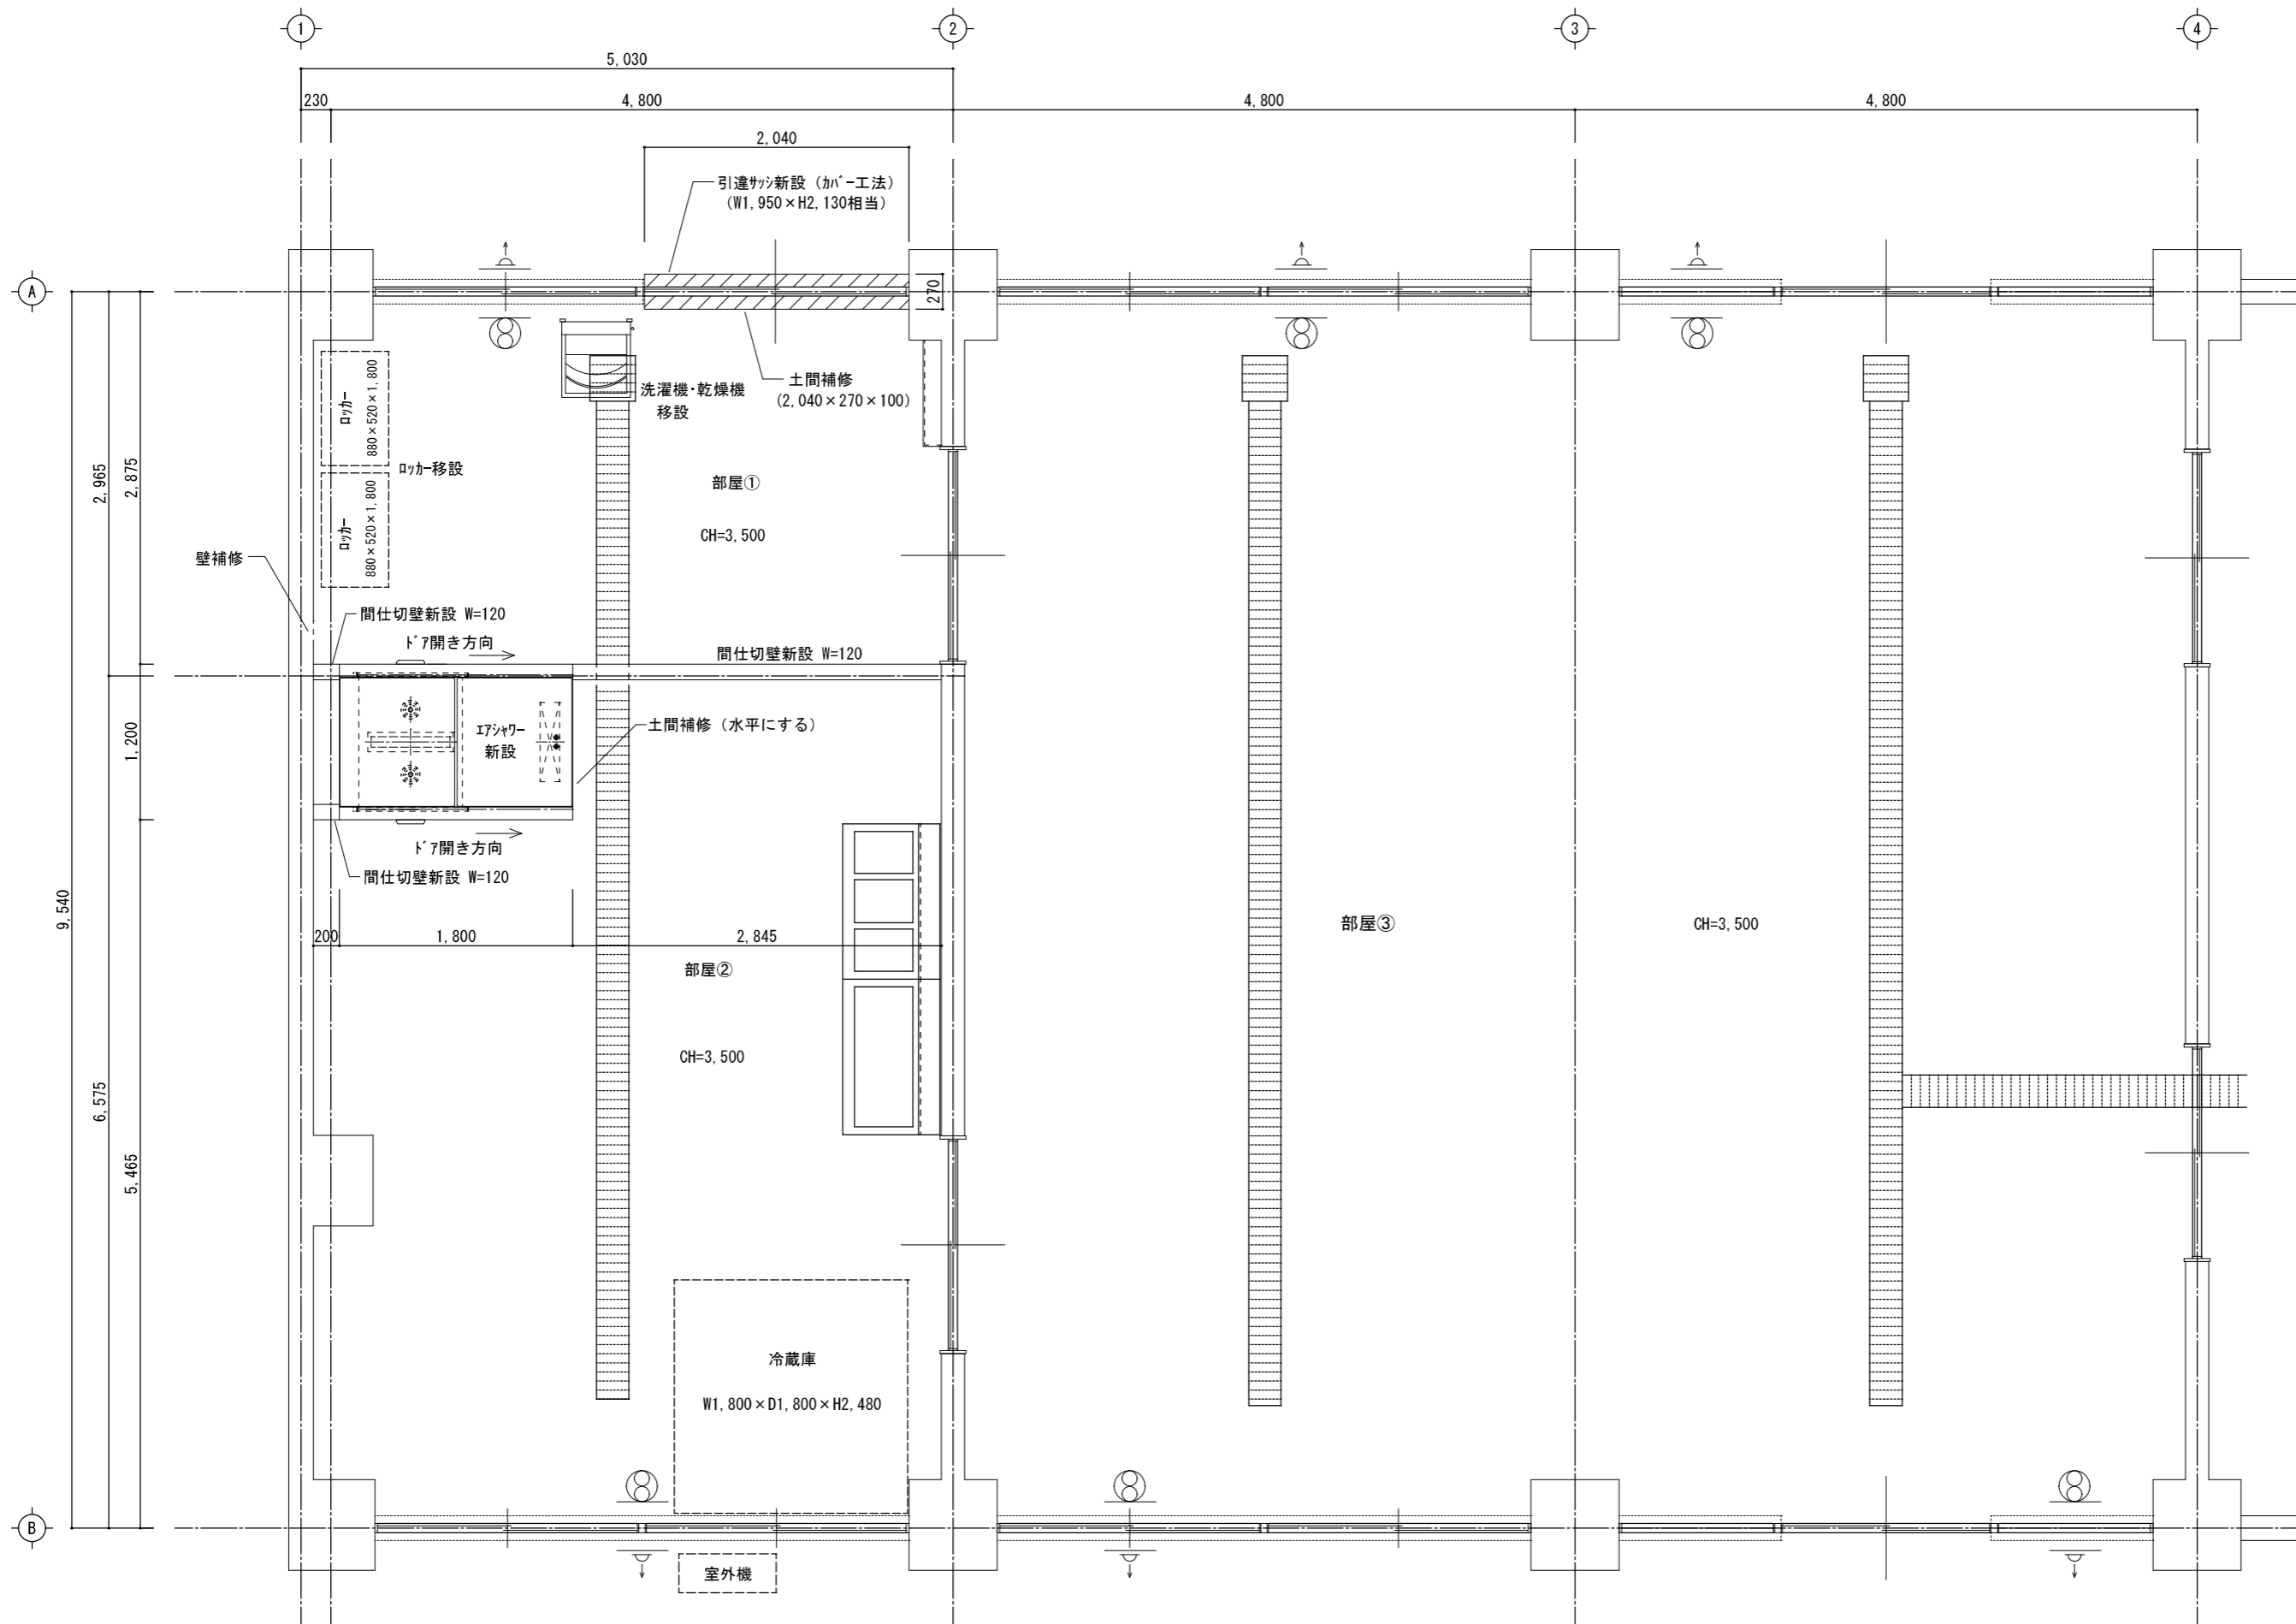 1
2
3
4
5,030
230
4,800
4,800
4,800
2,040
引違ｻｯｼ新設（ｶﾊﾞｰ工法）
（W1,950×H2,130相当）
A
270
土間補修
（2,040×270×100）
洗濯機・乾燥機
移設
ﾛｯｶｰ
880×520×1,800
ﾛｯｶｰ移設
ﾛｯｶｰ
880×520×1,800
2,965
2,875
部屋①
CH=3,500
壁補修
間仕切壁新設 W=120
ﾄﾞｱ開き方向
間仕切壁新設 W=120
ｴｱｼｬﾜｰ
新設
土間補修（水平にする）
1,200
ﾄﾞｱ開き方向
間仕切壁新設 W=120
9,540
200
1,800
2,845
部屋②
CH=3,500
部屋③
CH=3,500
6,575
5,465
冷蔵庫
W1,800×D1,800×H2,480
B
室外機